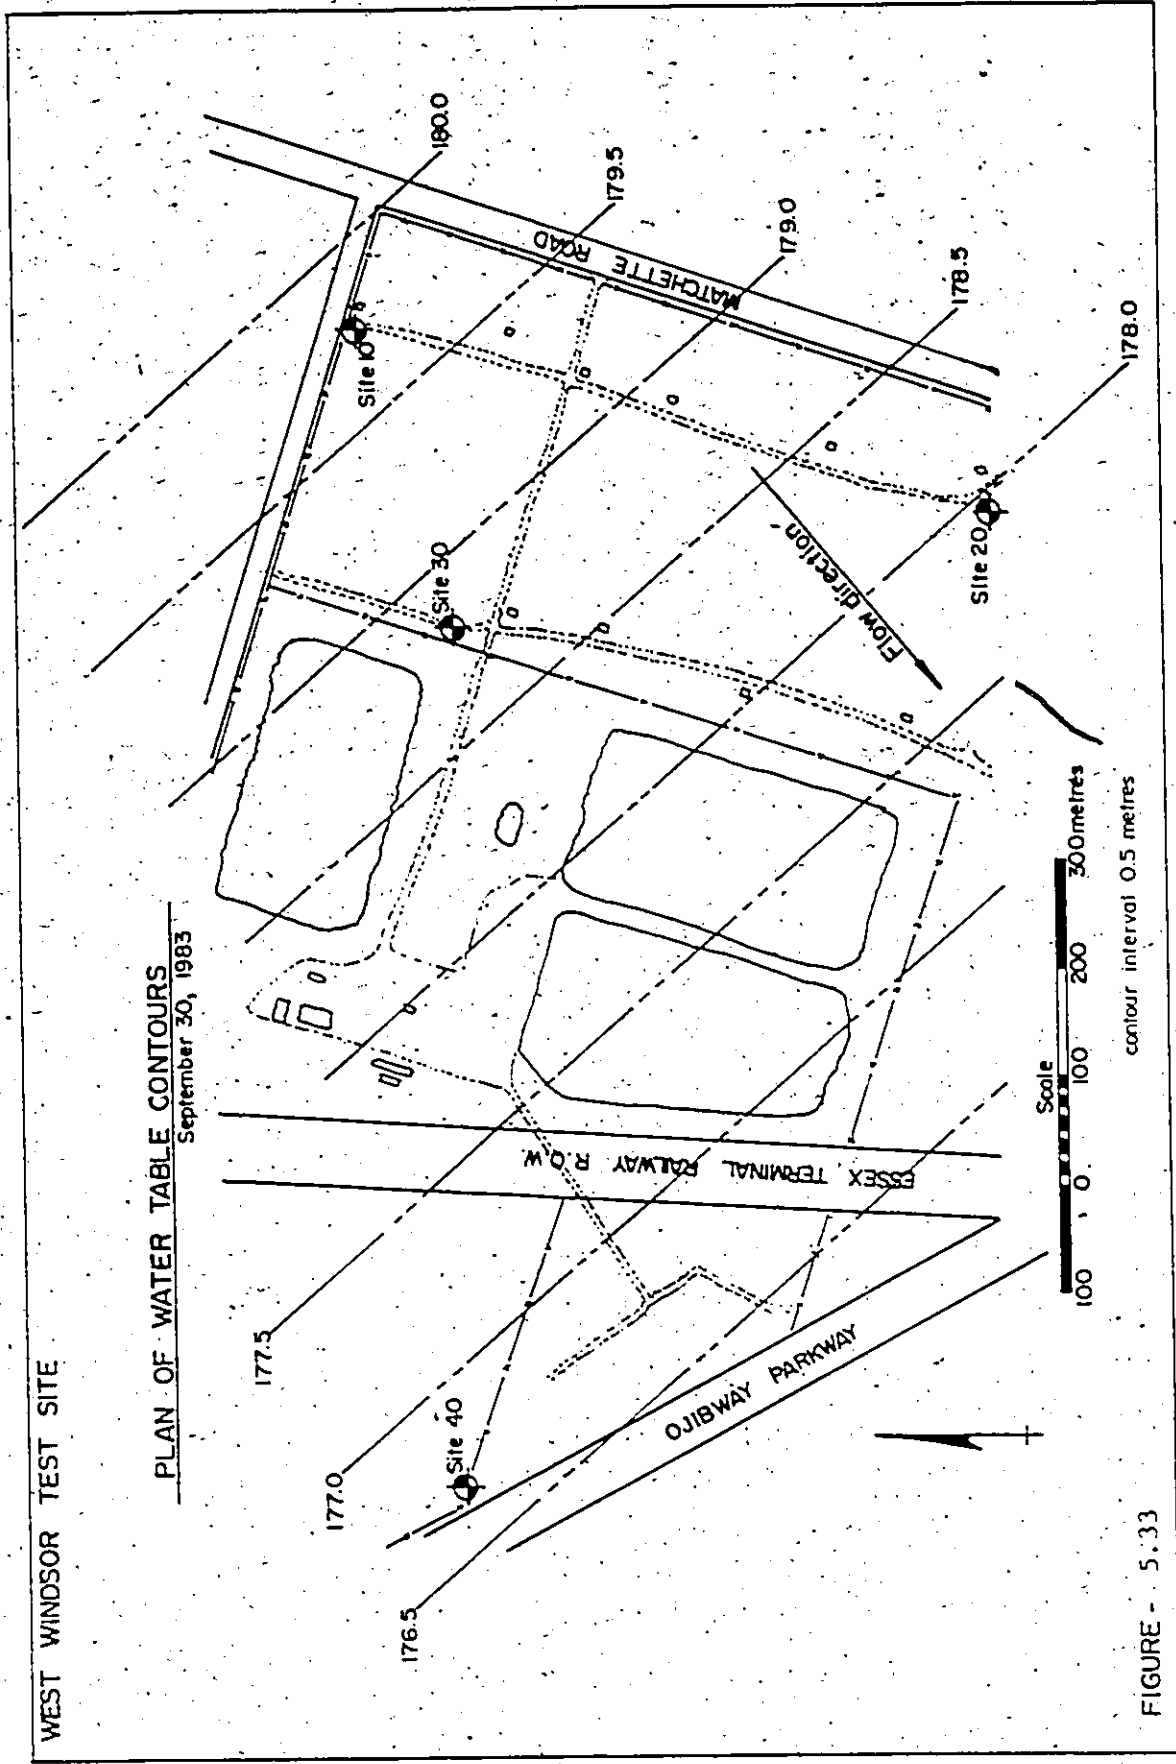 WEST WINDSOR TEST SITE
PLAN OF WATER TABLE CONTOURS
September 30, 1983
180.0
179.5
179.0
178.5
178.0
177.5
177.0
176.5
Site 10
Site 30
Site 20
Site 40
MATCHETTE ROAD
Flow direction
ESSEX TERMINAL RAILWAY R.O.W.
OJIBWAY PARKWAY
Scale
100 0 100 200 300 metres
contour interval 0.5 metres
FIGURE - 5.33